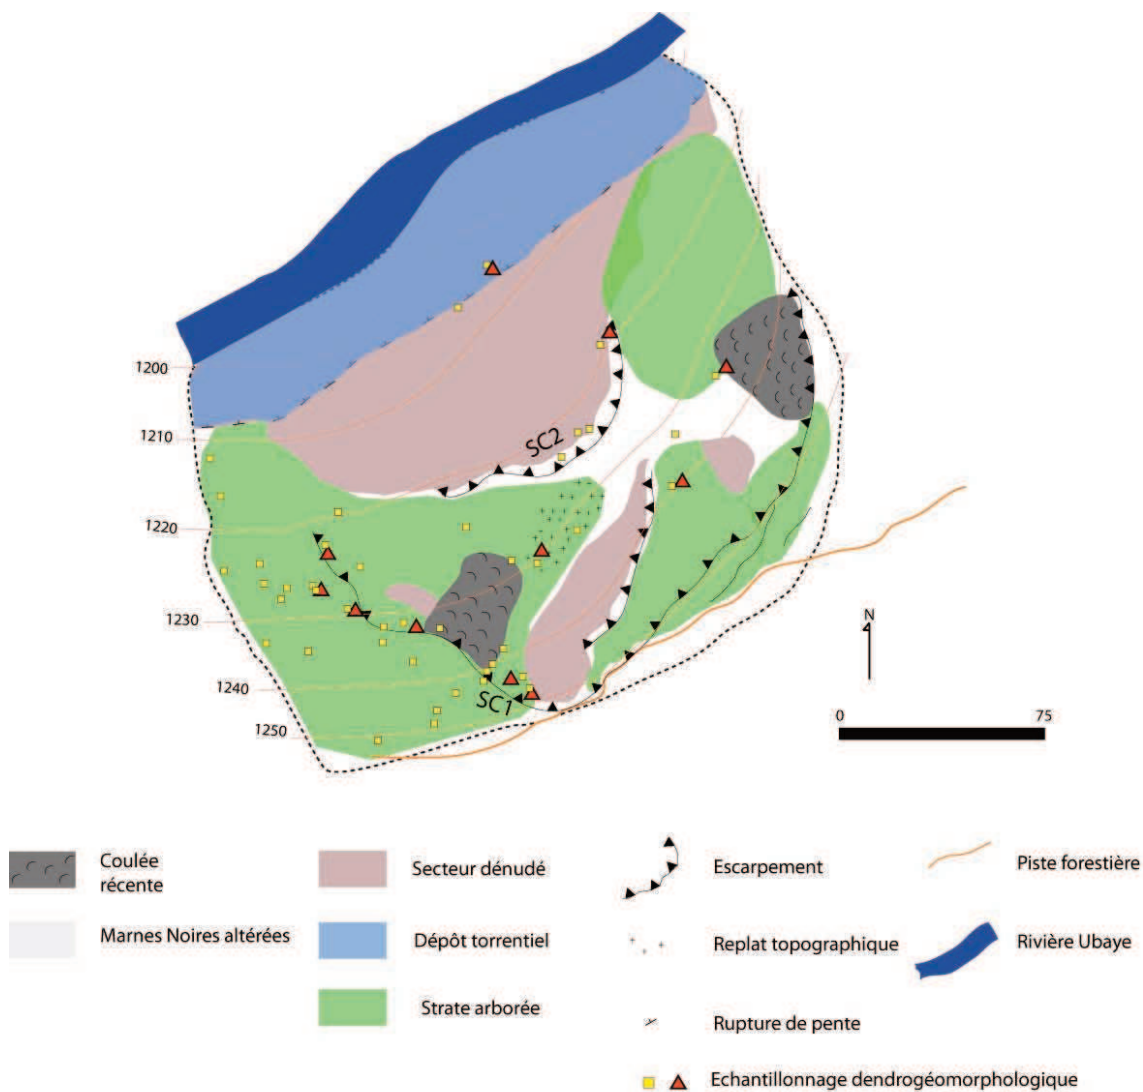 1200
1210
SC2
1220
1230
N
1240
SC1
0 75
1250
Coulée
récente
Secteur dénudé
Escarpement
Piste forestière
Marnes Noires altérées
Dépôt torrentiel
Replat topographique
Rivière Ubaye
Strate arborée
Rupture de pente
Echantillonnage dendrogéomorphologique